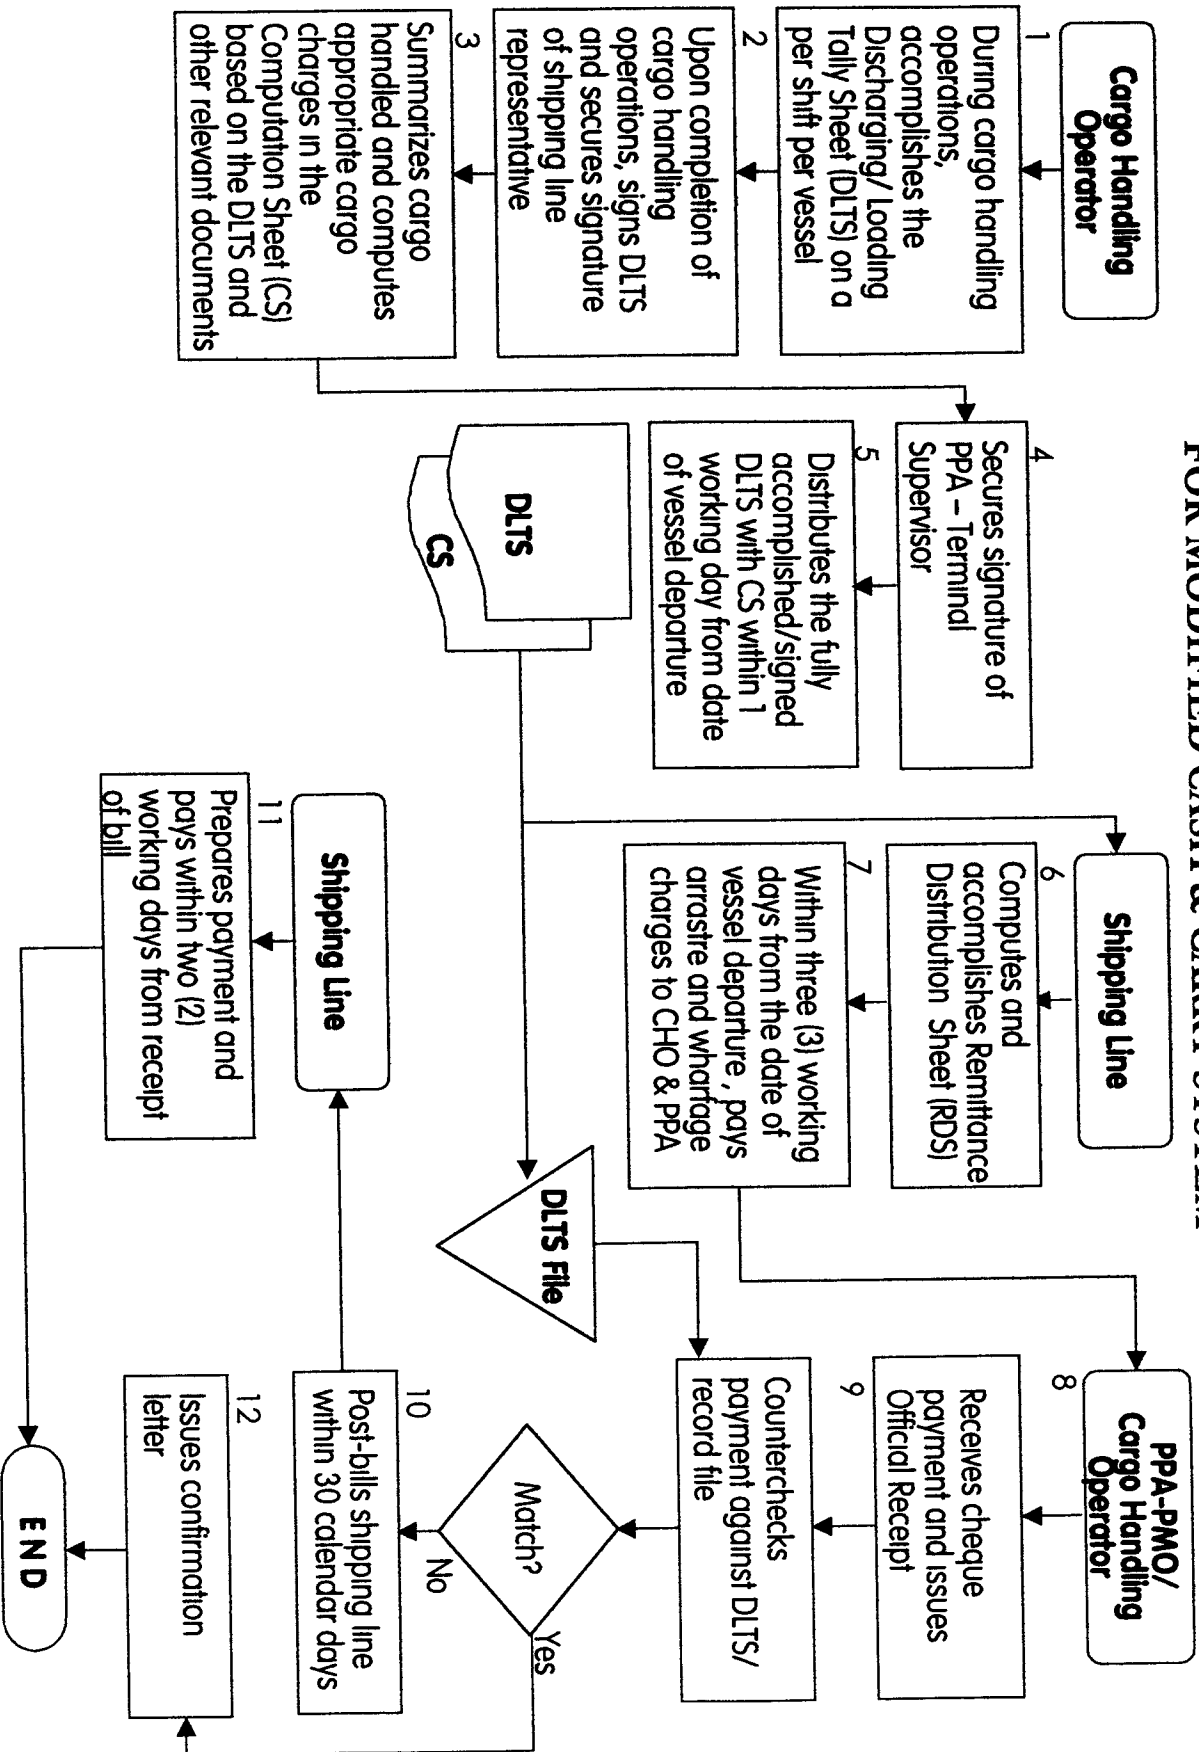 FOR MODIFIED CASH & CARRY SYSTEM
Cargo Handling
Operator
1
During cargo handling
operations,
accomplishes the
Discharging/ Loading
Tally Sheet (DLTS) on a
per shift per vessel
2
Upon completion of
cargo handling
operations, signs DLTS
and secures signature
of shipping line
representative
3
Summarizes cargo
handled and computes
appropriate cargo
charges in the
Computation Sheet (CS)
based on the DLTS and
other relevant documents
4
Secures signature of
PPA – Terminal
Supervisor
5
Distributes the fully
accomplished/signed
DLTS with CS within 1
working day from date
of vessel departure
DLTS
CS
Shipping Line
6
Computes and
accomplishes Remittance
Distribution Sheet (RDS)
7
Within three (3) working
days from the date of
vessel departure, pays
arrastre and wharfage
charges to CHO & PPA
DLTS File
Shipping Line
11
Prepares payment and
pays within two (2)
working days from receipt
of bill
PPA-PMO/
Cargo Handling
Operator
8
Receives cheque
payment and issues
Official Receipt
9
Counterchecks
payment against DLTS/
record file
Match?
Yes
No
10
Post-bills shipping line
within 30 calendar days
12
Issues confirmation
letter
E N D